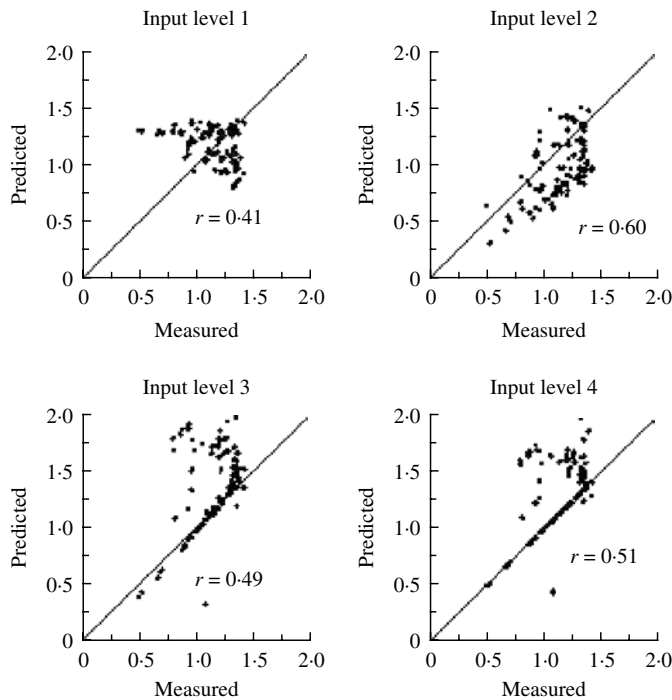 Input level 1
2·0
1·5
1·0
0·5
0
Predicted
r = 0·41
0 0·5 1·0 1·5 2·0
Measured
Input level 2
2·0
1·5
1·0
0·5
0
Predicted
r = 0·60
0 0·5 1·0 1·5 2·0
Measured
Input level 3
2·0
1·5
1·0
0·5
0
Predicted
r = 0·49
0 0·5 1·0 1·5 2·0
Measured
Input level 4
2·0
1·5
1·0
0·5
0
Predicted
r = 0·51
0 0·5 1·0 1·5 2·0
Measured